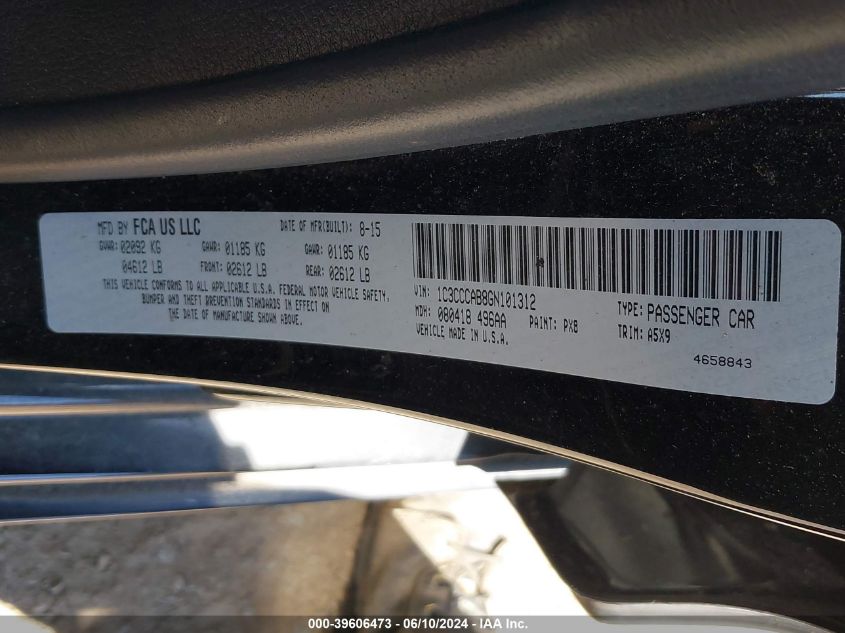 MFD BY FCA US LLC DATE OF MFR(BUILT): 8-15
GVWR: 02092 KG GAWR: 01185 KG GAWR: 01185 KG
04612 LB FRONT: 02612 LB REAR: 02612 LB
THIS VEHICLE CONFORMS TO ALL APPLICABLE U.S.A. FEDERAL MOTOR VEHICLE SAFETY,
BUMPER AND THEFT PREVENTION STANDARDS IN EFFECT ON
THE DATE OF MANUFACTURE SHOWN ABOVE.
VIN: 1C3CCCAB8GN101312 TYPE: PASSENGER CAR
MDH: 080418 496AA PAINT: PX8 TRIM: A5X9
VEHICLE MADE IN U.S.A.
4658843
000-39606473 - 06/10/2024 - IAA Inc.